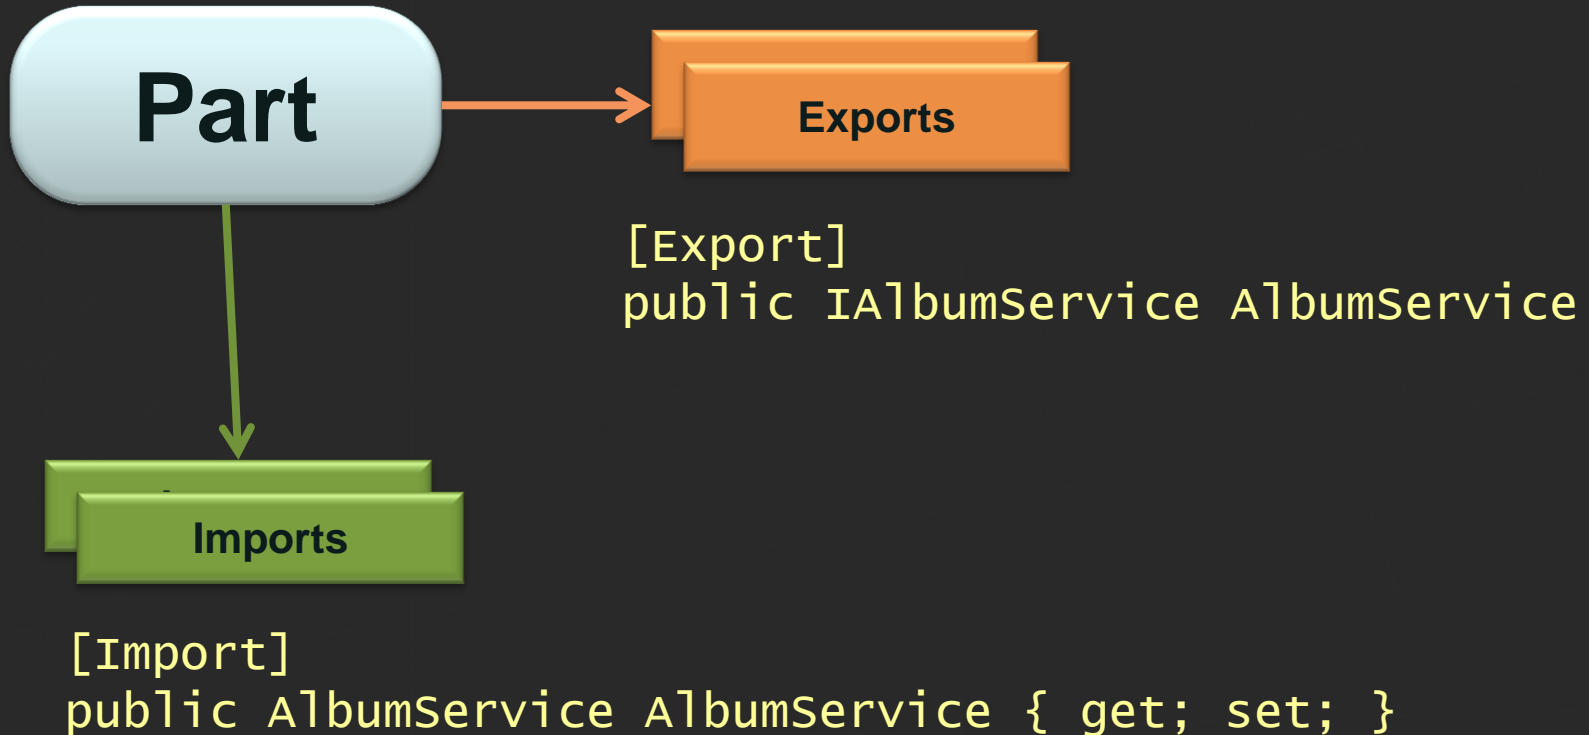 Part
Exports
[Export]
public IAlbumService AlbumService
Imports
[Import]
public AlbumService AlbumService { get; set; }